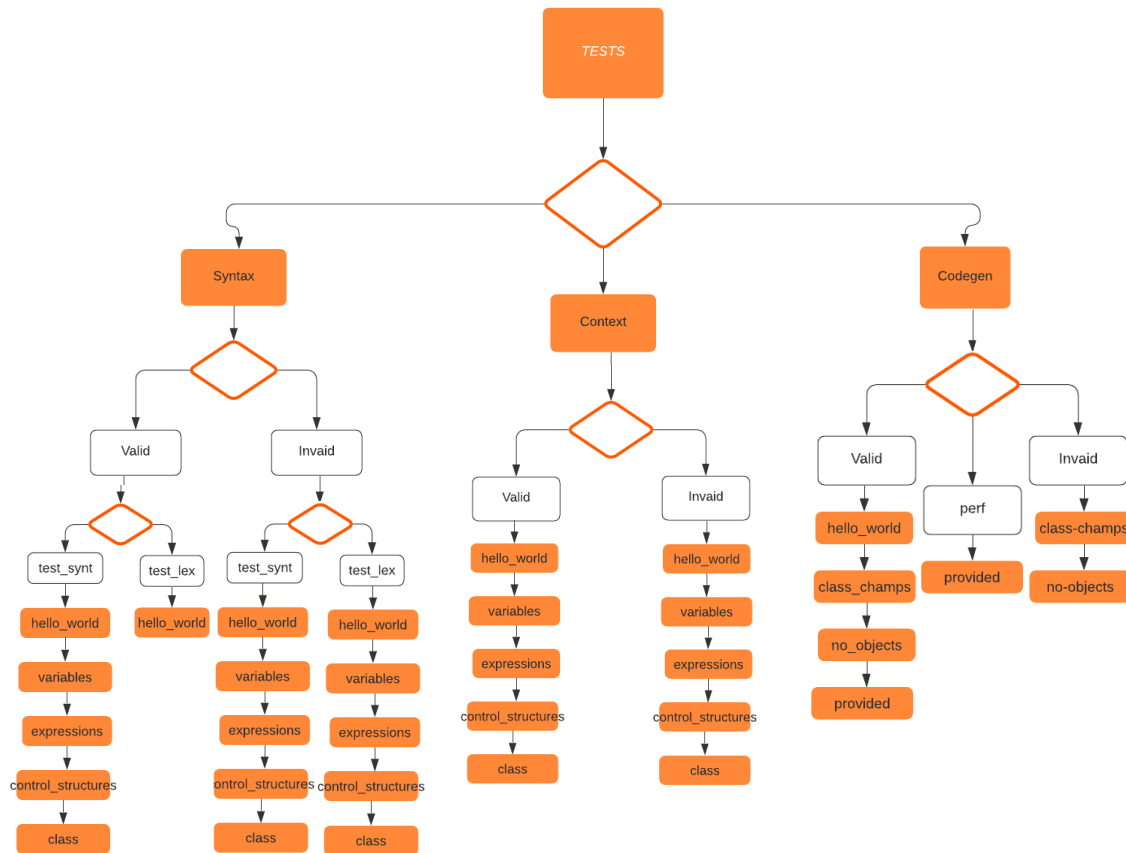 TESTS
Syntax
Context
Codegen
Valid
Invaid
Valid
Invaid
Valid
perf
Invaid
test_synt
test_lex
test_synt
test_lex
hello_world
variables
expressions
control_structures
class
hello_world
hello_world
variables
expressions
ontrol_structures
class
hello_world
variables
expressions
control_structures
class
hello_world
variables
expressions
control_structures
class
hello_world
variables
expressions
control_structures
class
hello_world
class_champs
no_objects
provided
provided
class-champs
no-objects